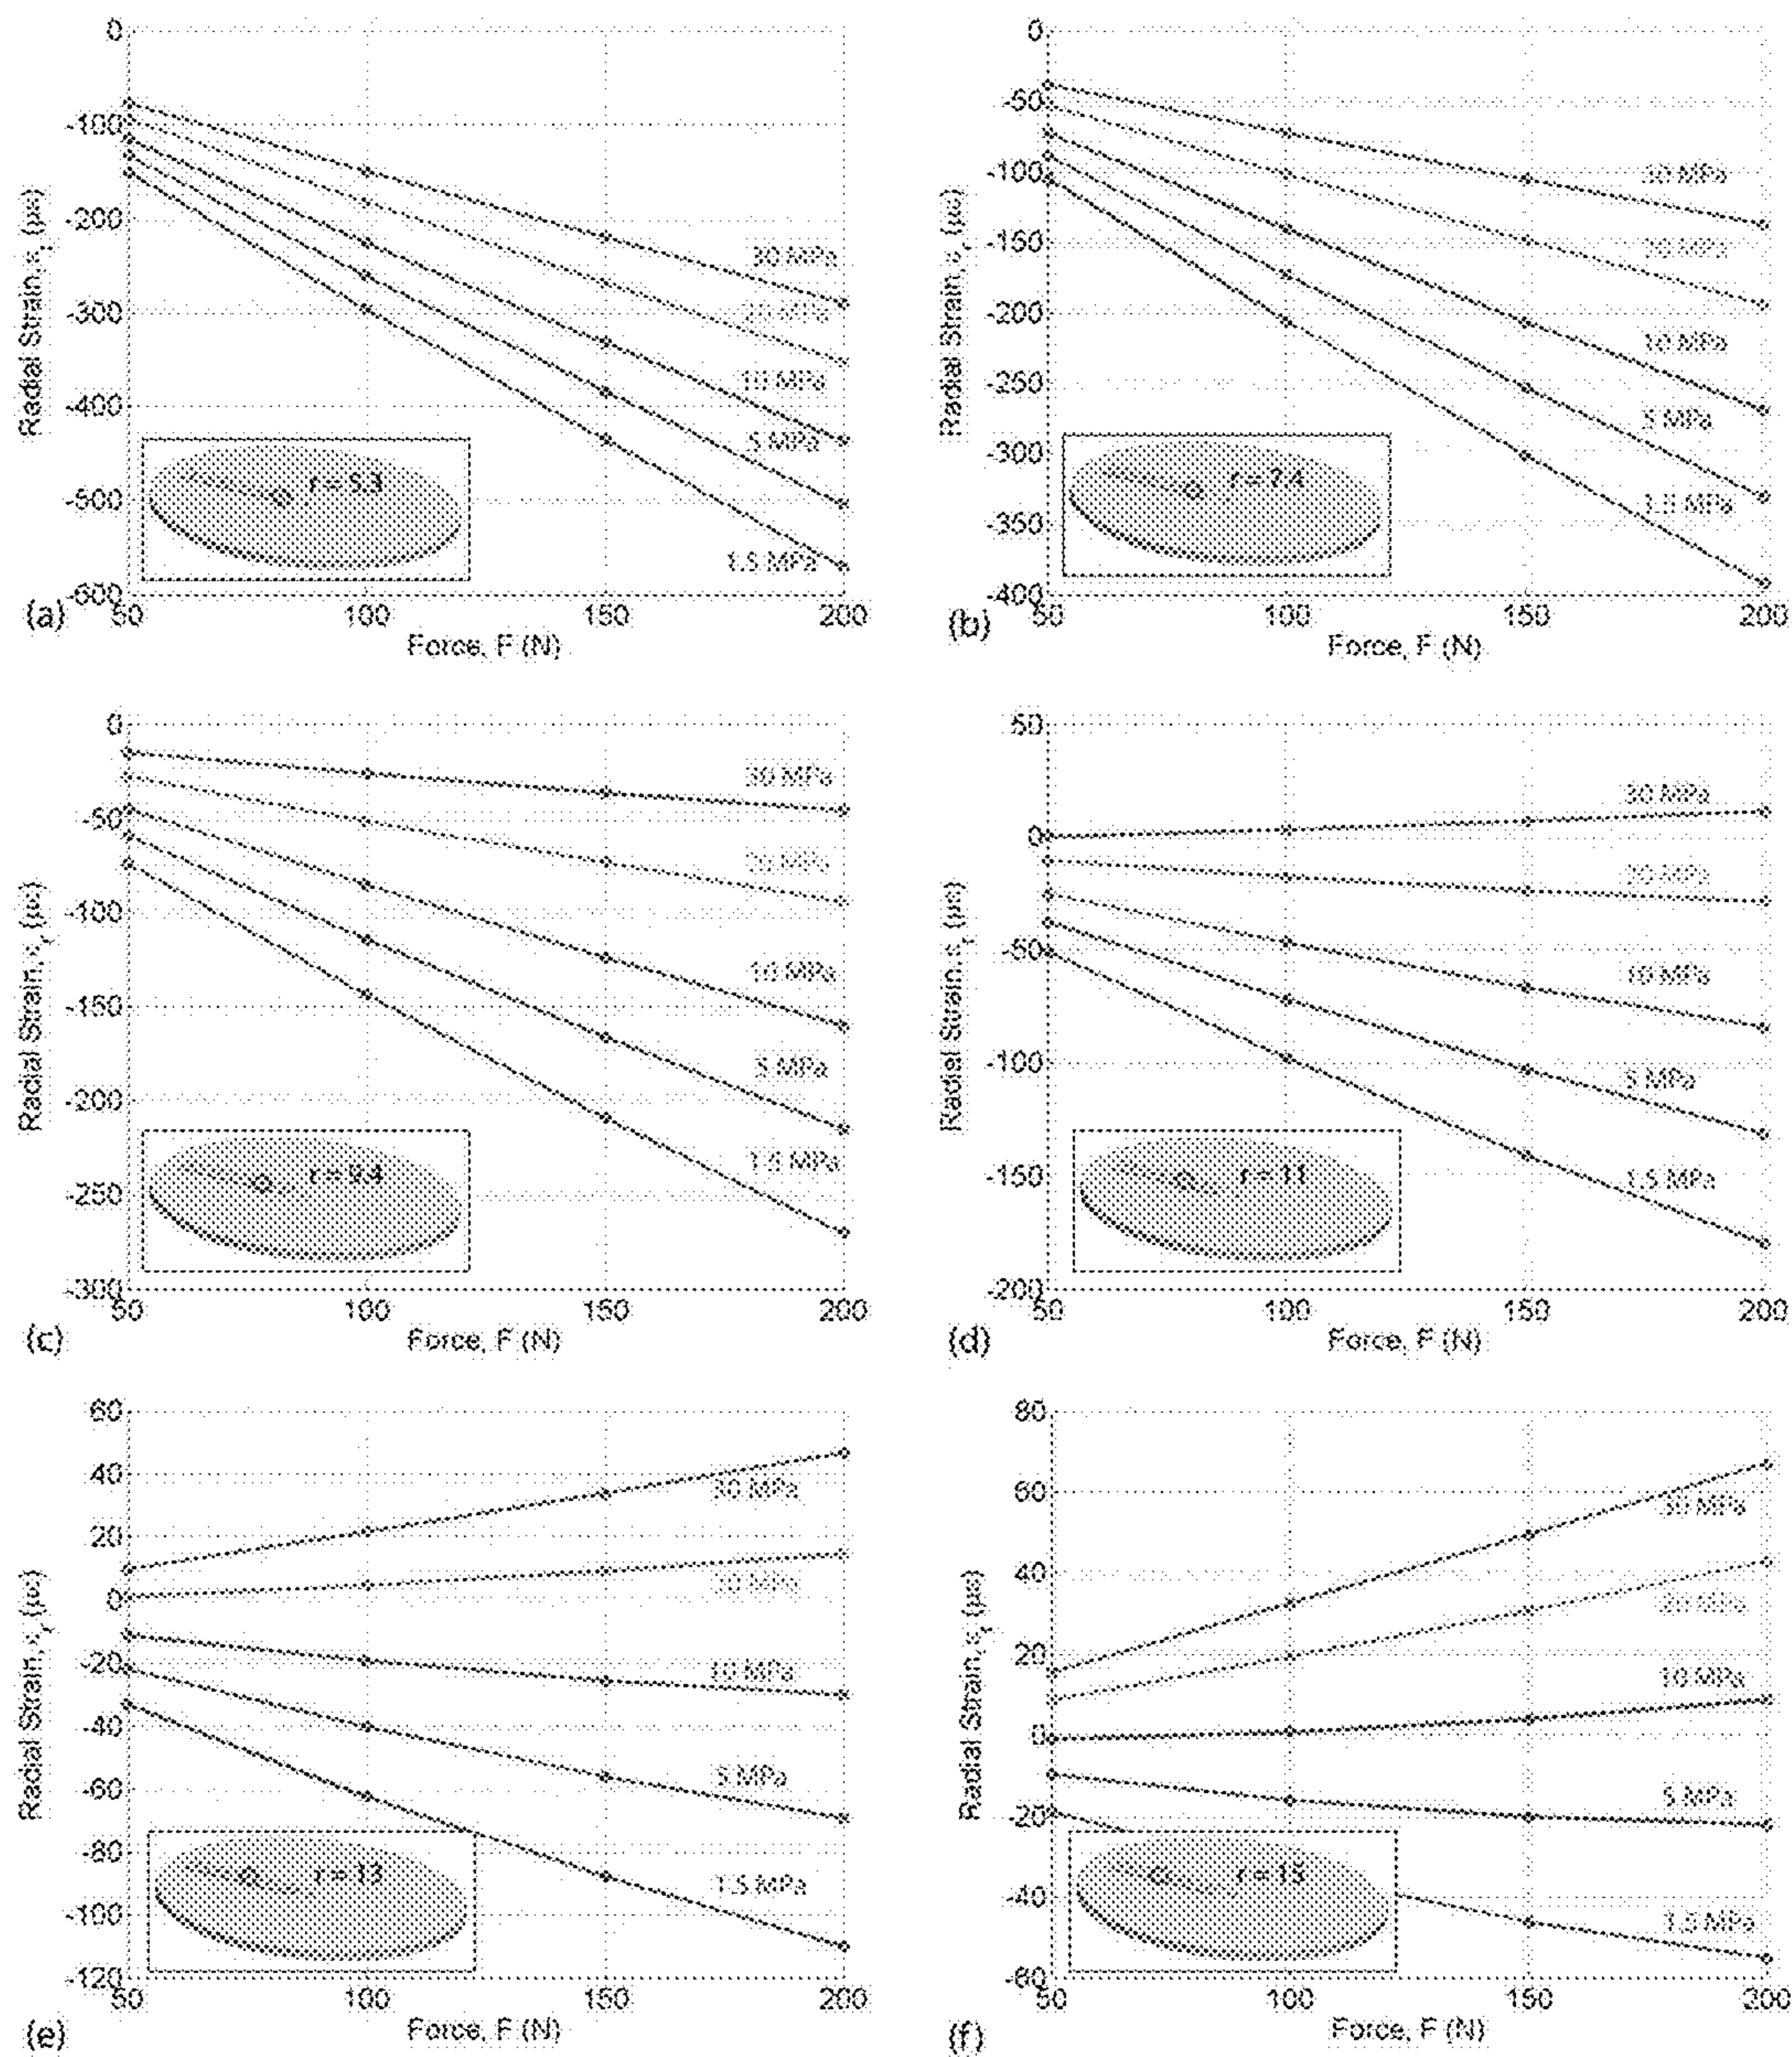 0
-100
-200
-300
-400
-500
-600
Radial Strain, εr (με)
30 MPa
20 MPa
10 MPa
5 MPa
1.5 MPa
r = 5.3
50 100 150 200
Force, F (N)
(a)
0
-50
-100
-150
-200
-250
-300
-350
-400
Radial Strain, εr (με)
30 MPa
20 MPa
10 MPa
5 MPa
1.5 MPa
r = 7.4
50 100 150 200
Force, F (N)
(b)
0
-50
-100
-150
-200
-250
-300
Radial Strain, εr (με)
30 MPa
20 MPa
10 MPa
5 MPa
1.5 MPa
r = 9.4
50 100 150 200
Force, F (N)
(c)
50
0
-50
-100
-150
-200
Radial Strain, εr (με)
30 MPa
20 MPa
10 MPa
5 MPa
1.5 MPa
r = 11
50 100 150 200
Force, F (N)
(d)
60
40
20
0
-20
-40
-60
-80
-100
-120
Radial Strain, εr (με)
30 MPa
20 MPa
10 MPa
5 MPa
1.5 MPa
r = 13
50 100 150 200
Force, F (N)
(e)
80
60
40
20
0
-20
-40
-60
Radial Strain, εr (με)
30 MPa
20 MPa
10 MPa
5 MPa
1.5 MPa
r = 15
50 100 150 200
Force, F (N)
(f)